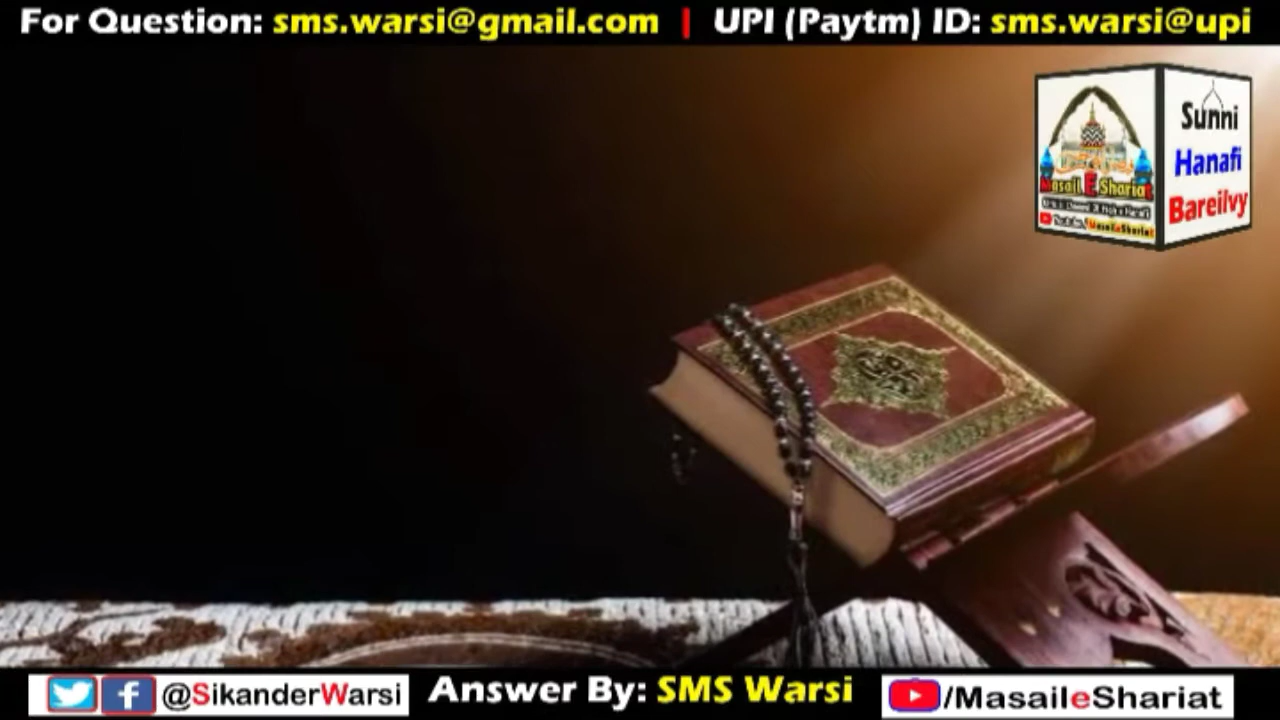 For Question: sms.warsi@gmail.com | UPI (Paytm) ID: sms.warsi@upi
Masail E Shariat
Sunni
Hanafi
Bareilvy
@SikanderWarsi
Answer By: SMS Warsi
/MasaileShariat